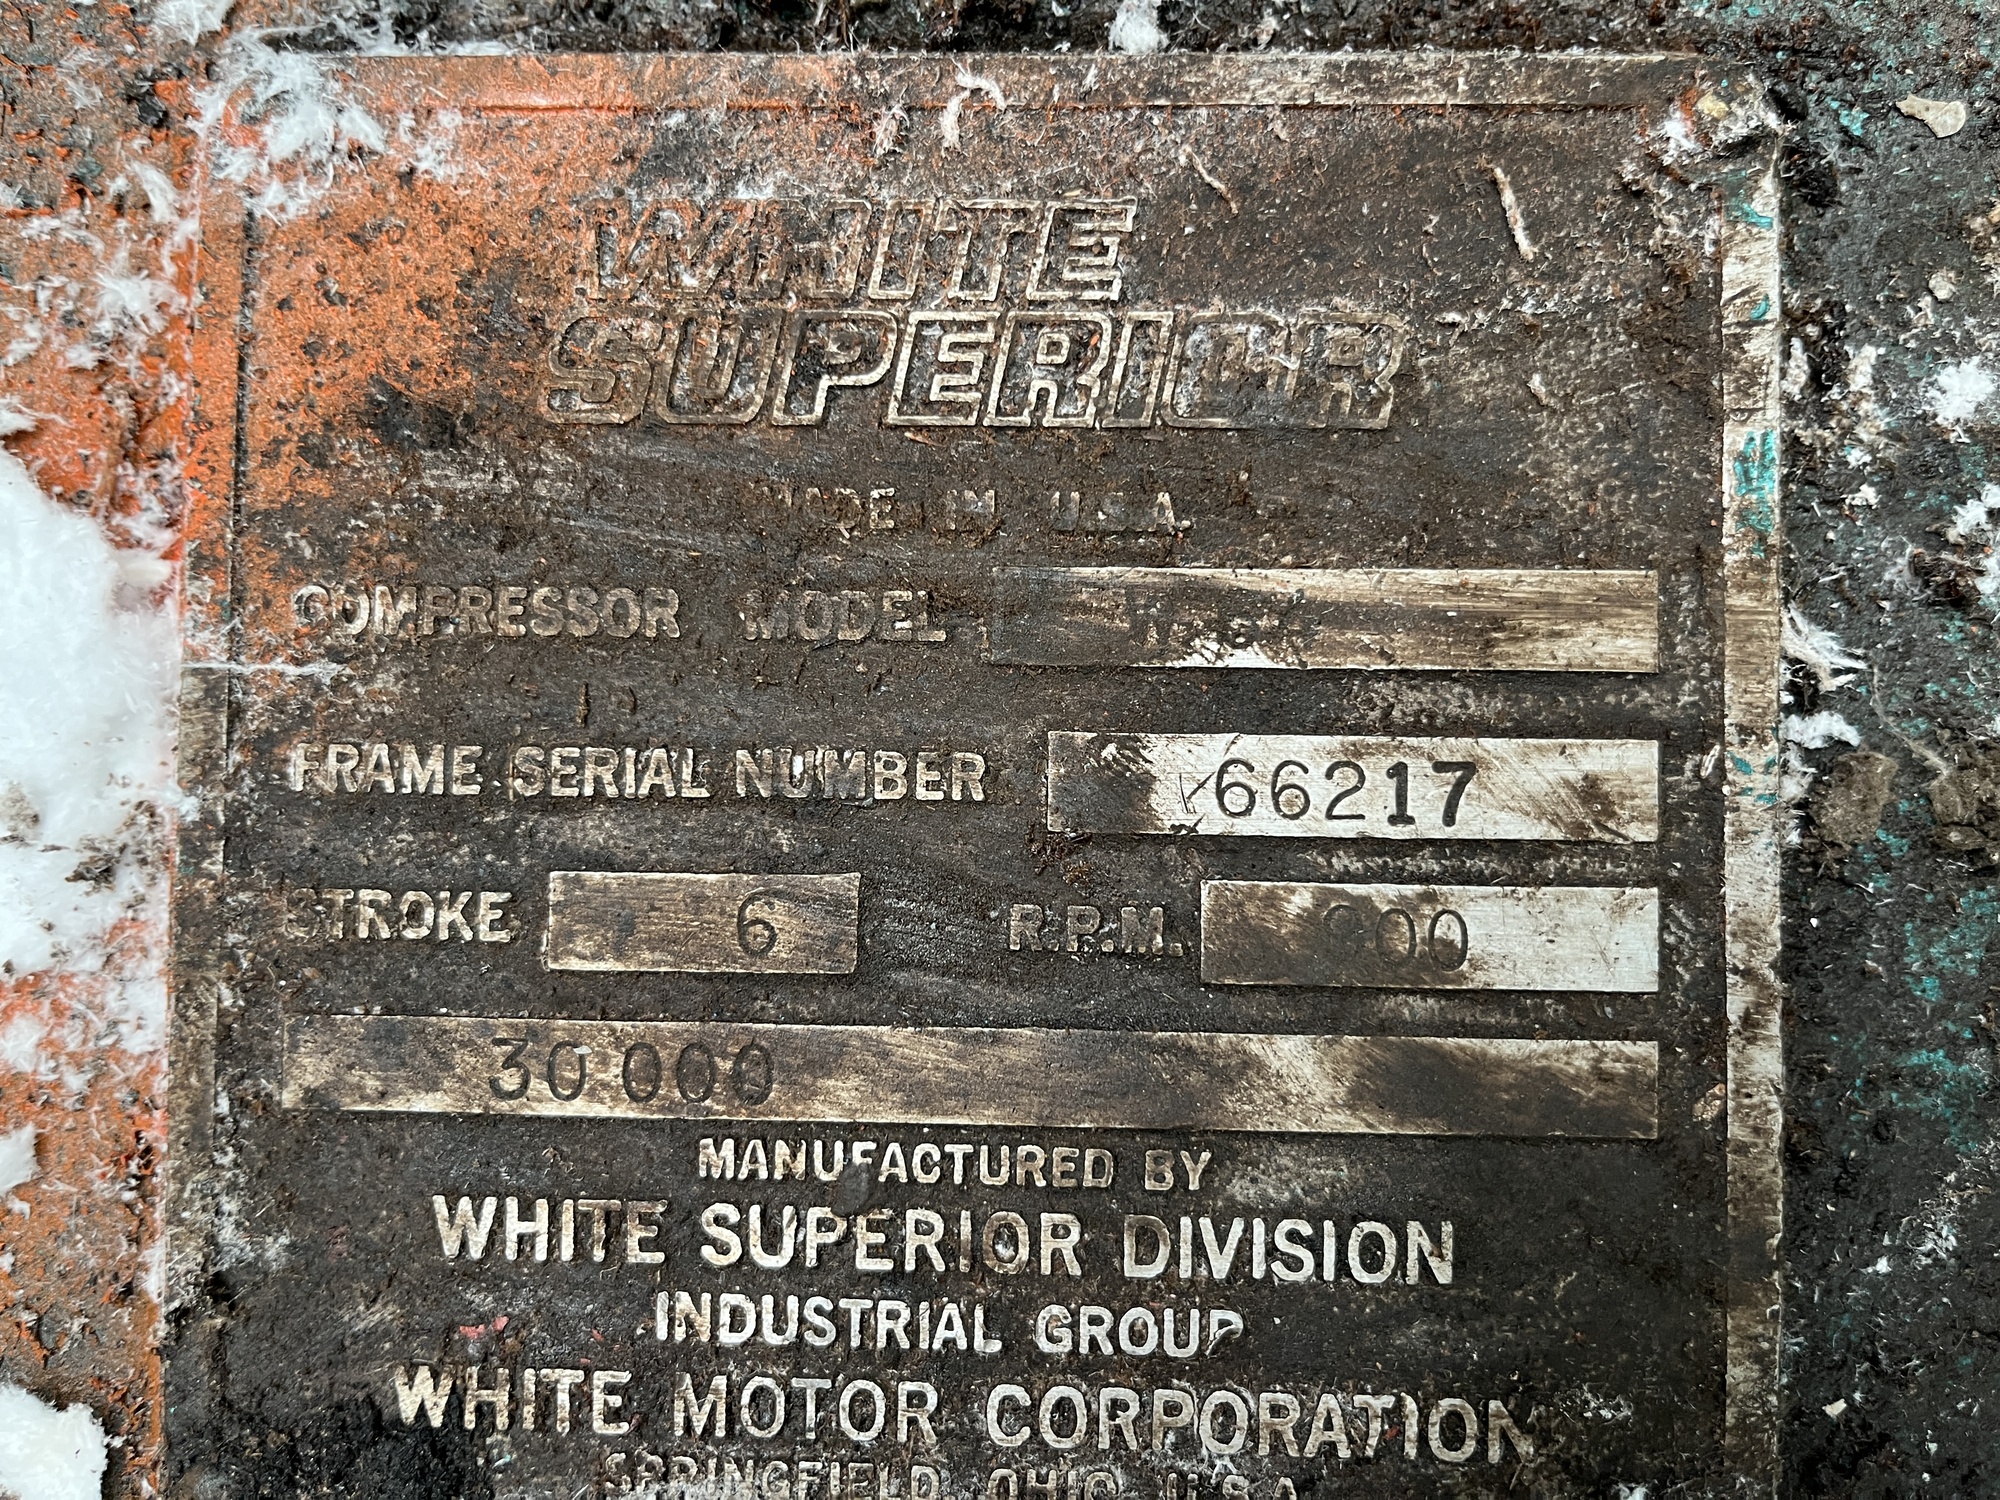 WHITE
SUPERIOR
MADE IN U.S.A.
COMPRESSOR MODEL
FRAME SERIAL NUMBER 66217
STROKE 6 R.P.M.
30000
MANUFACTURED BY
WHITE SUPERIOR DIVISION
INDUSTRIAL GROUP
WHITE MOTOR CORPORATION
SPRINGFIELD, OHIO U.S.A.